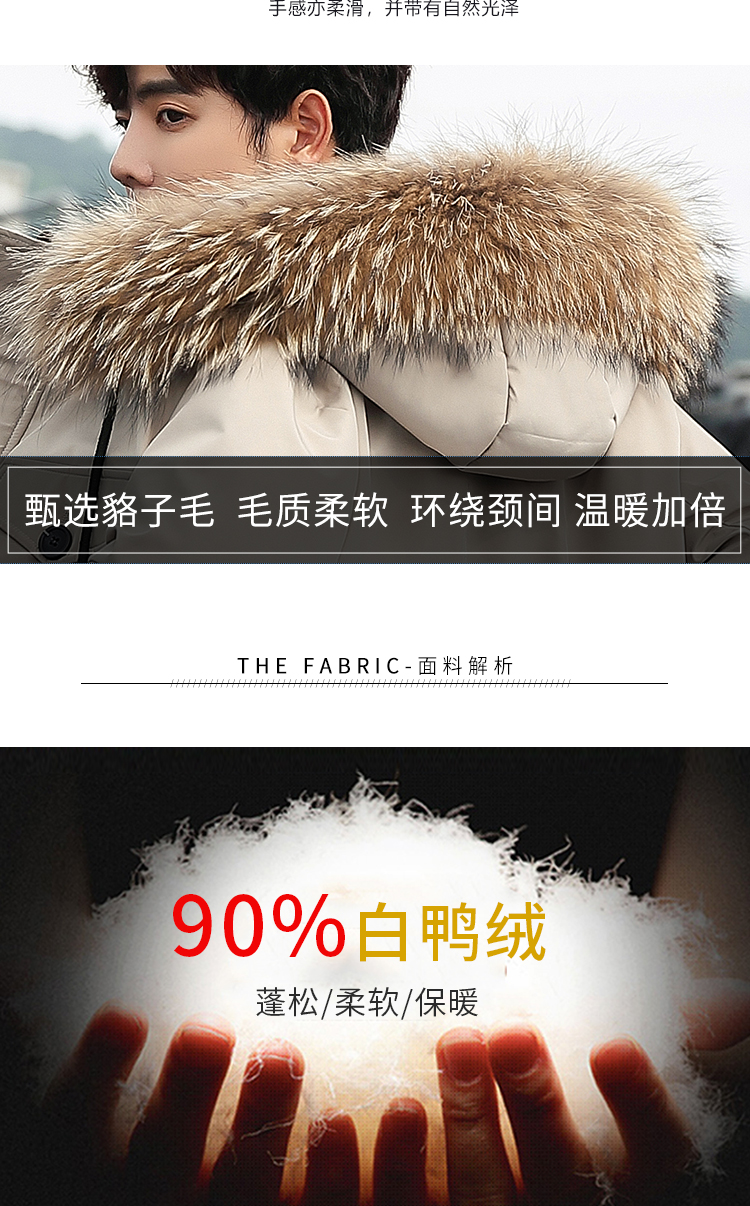 手感亦柔滑，并带有自然光泽
甄选貉子毛 毛质柔软 环绕颈间 温暖加倍
THE FABRIC-面料解析
90%白鸭绒
蓬松/柔软/保暖